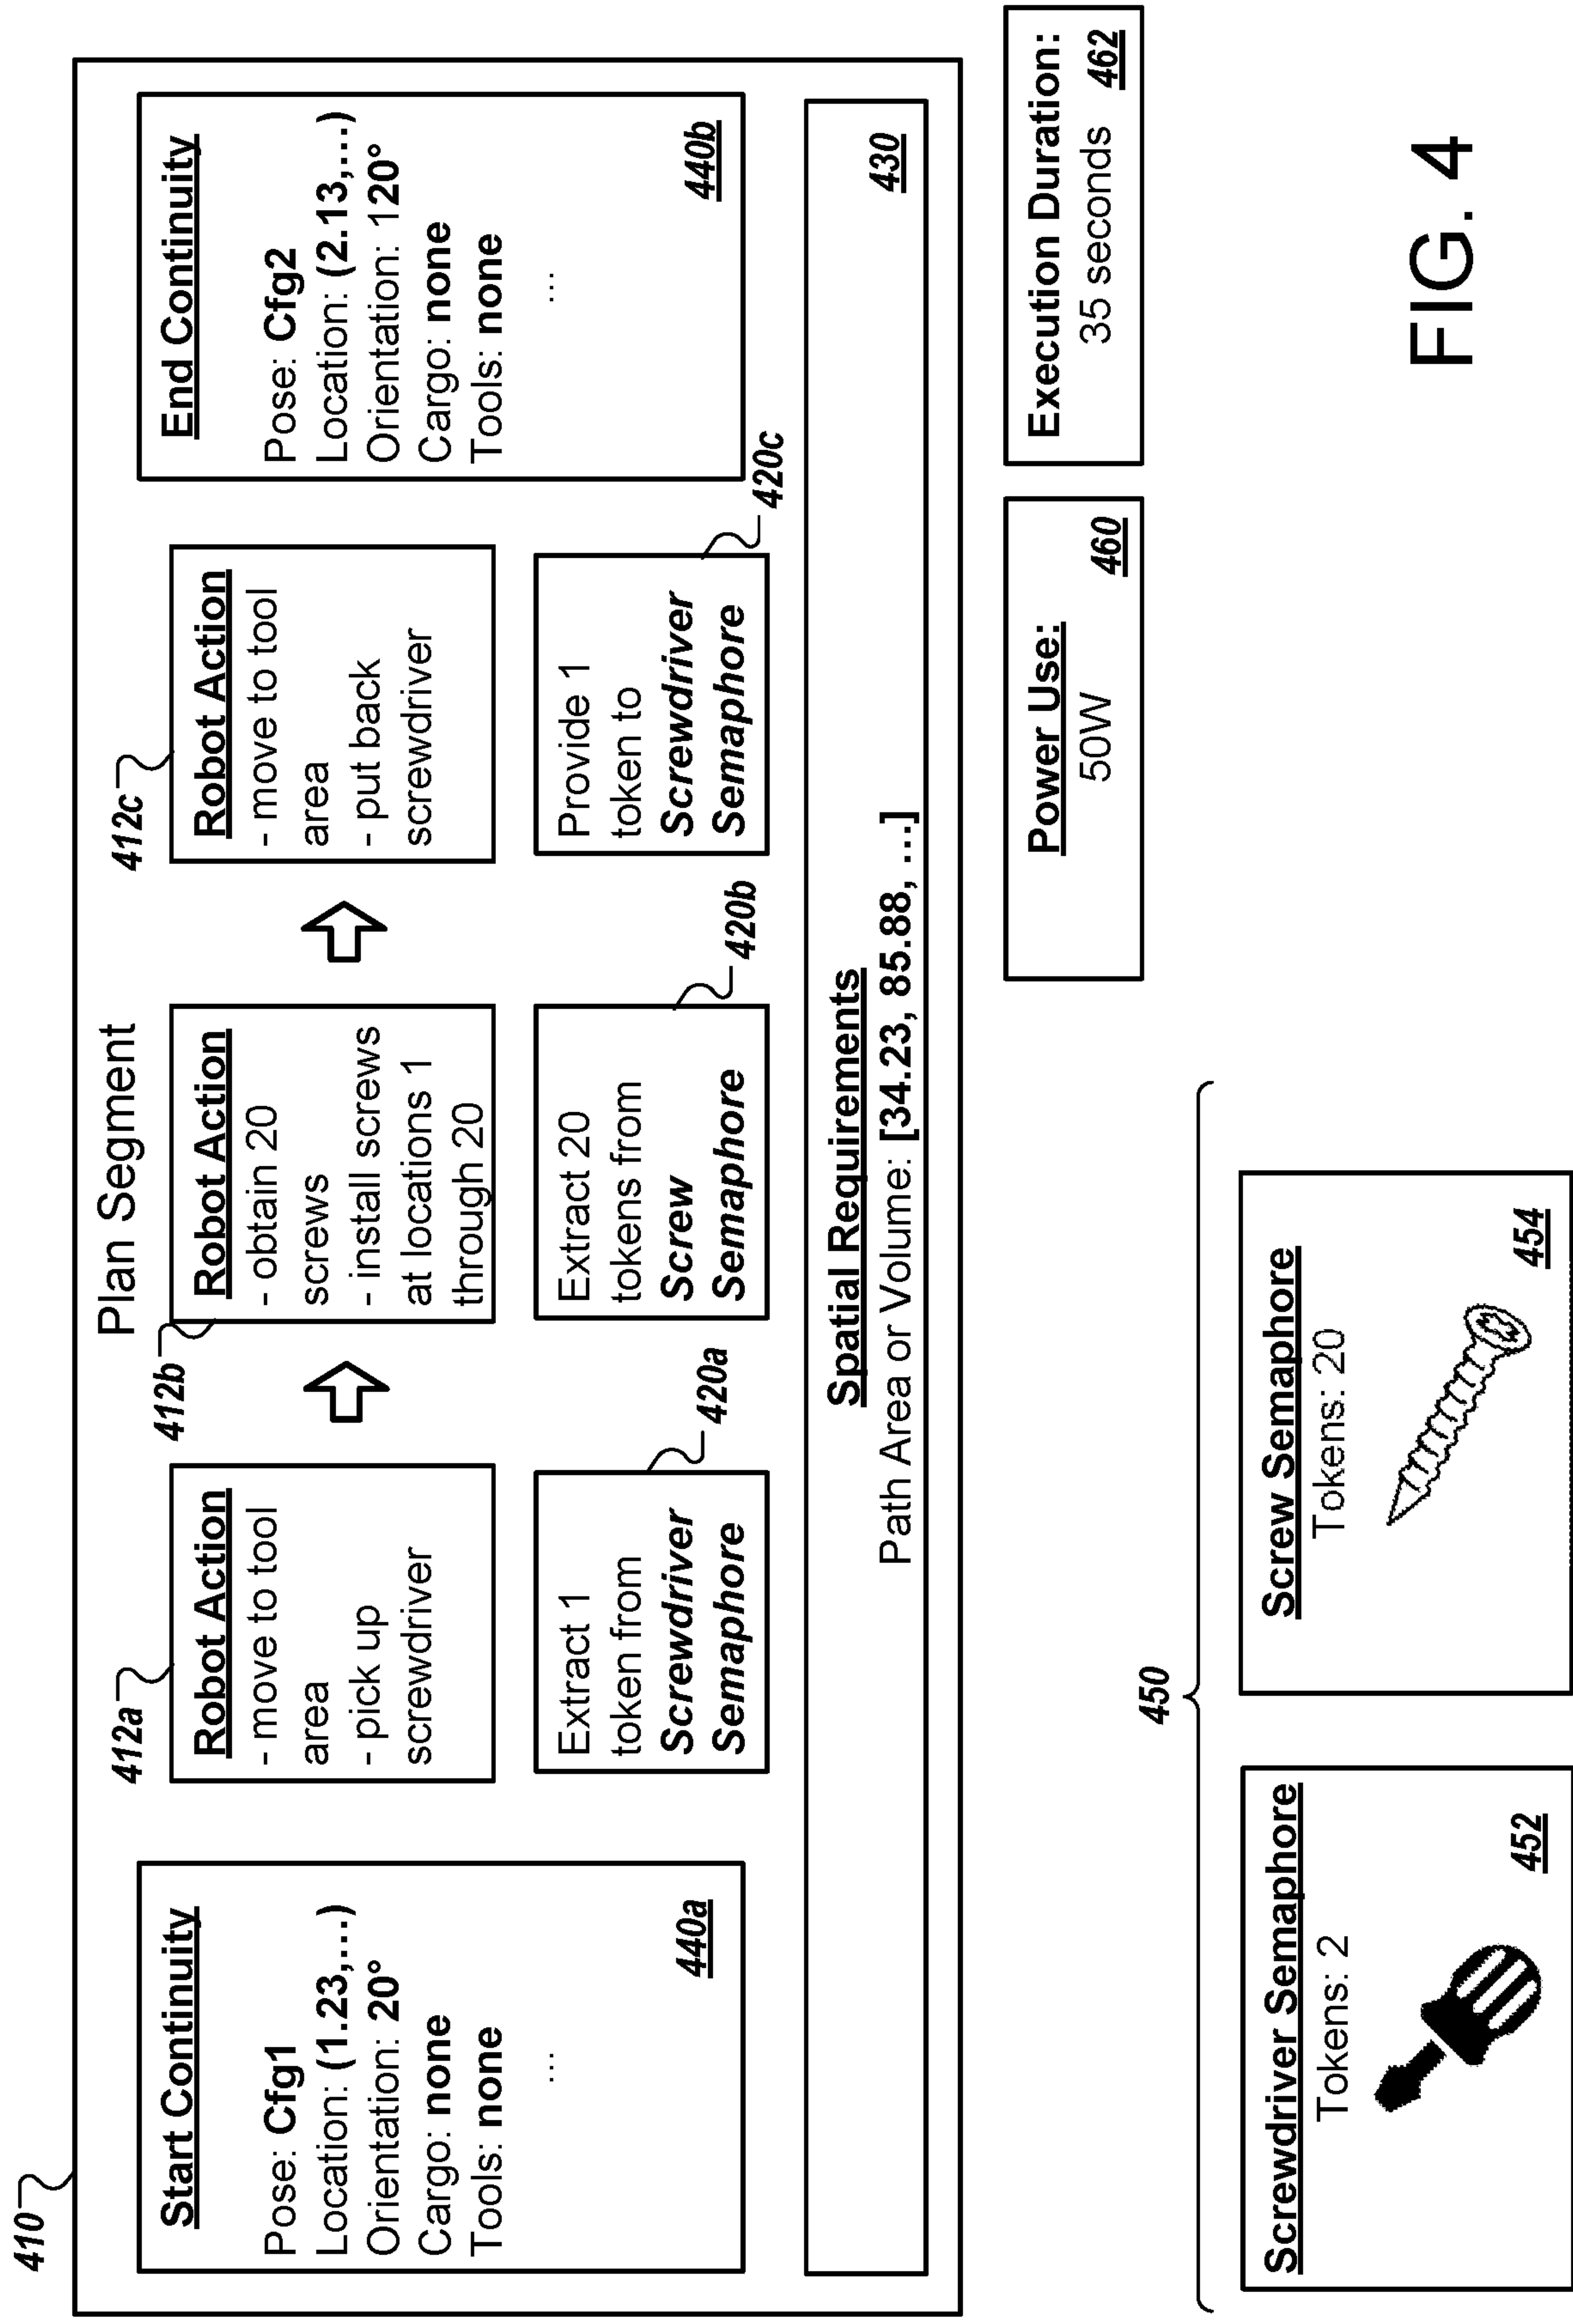 410
Plan Segment
Start Continuity
Pose: Cfg1
Location: (1.23,...)
Orientation: 20°
Cargo: none
Tools: none
...
440a
412a
Robot Action
- move to tool
area
- pick up
screwdriver
Extract 1
token from
Screwdriver
Semaphore
420a
412b
Robot Action
- obtain 20
screws
- install screws
at locations 1
through 20
Extract 20
tokens from
Screw
Semaphore
420b
412c
Robot Action
- move to tool
area
- put back
screwdriver
Provide 1
token to
Screwdriver
Semaphore
420c
End Continuity
Pose: Cfg2
Location: (2.13,...)
Orientation: 120°
Cargo: none
Tools: none
...
440b
Spatial Requirements
Path Area or Volume: [34.23, 85.88, ...]
430
450
Screwdriver Semaphore
Tokens: 2
452
Screw Semaphore
Tokens: 20
454
Power Use:
50W
460
Execution Duration:
35 seconds
462
FIG. 4